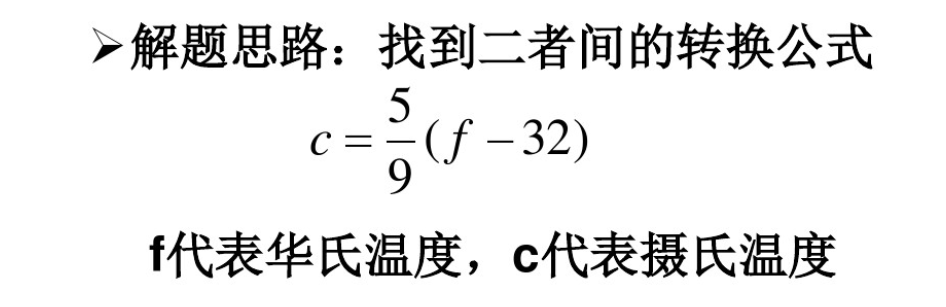 ➢解题思路：找到二者间的转换公式
c = 5/9 (f − 32)
f代表华氏温度，c代表摄氏温度